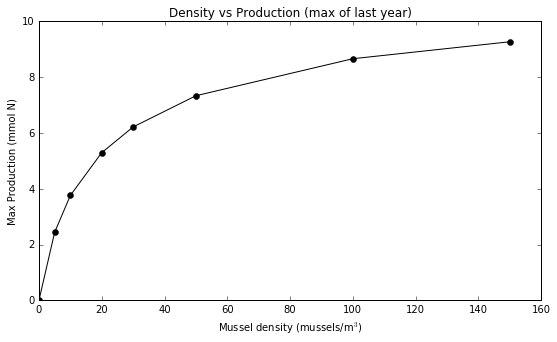 Density vs Production (max of last year)
10
8
6
4
2
0
Max Production (mmol N)
0 20 40 60 80 100 120 140 160
Mussel density (mussels/m³)